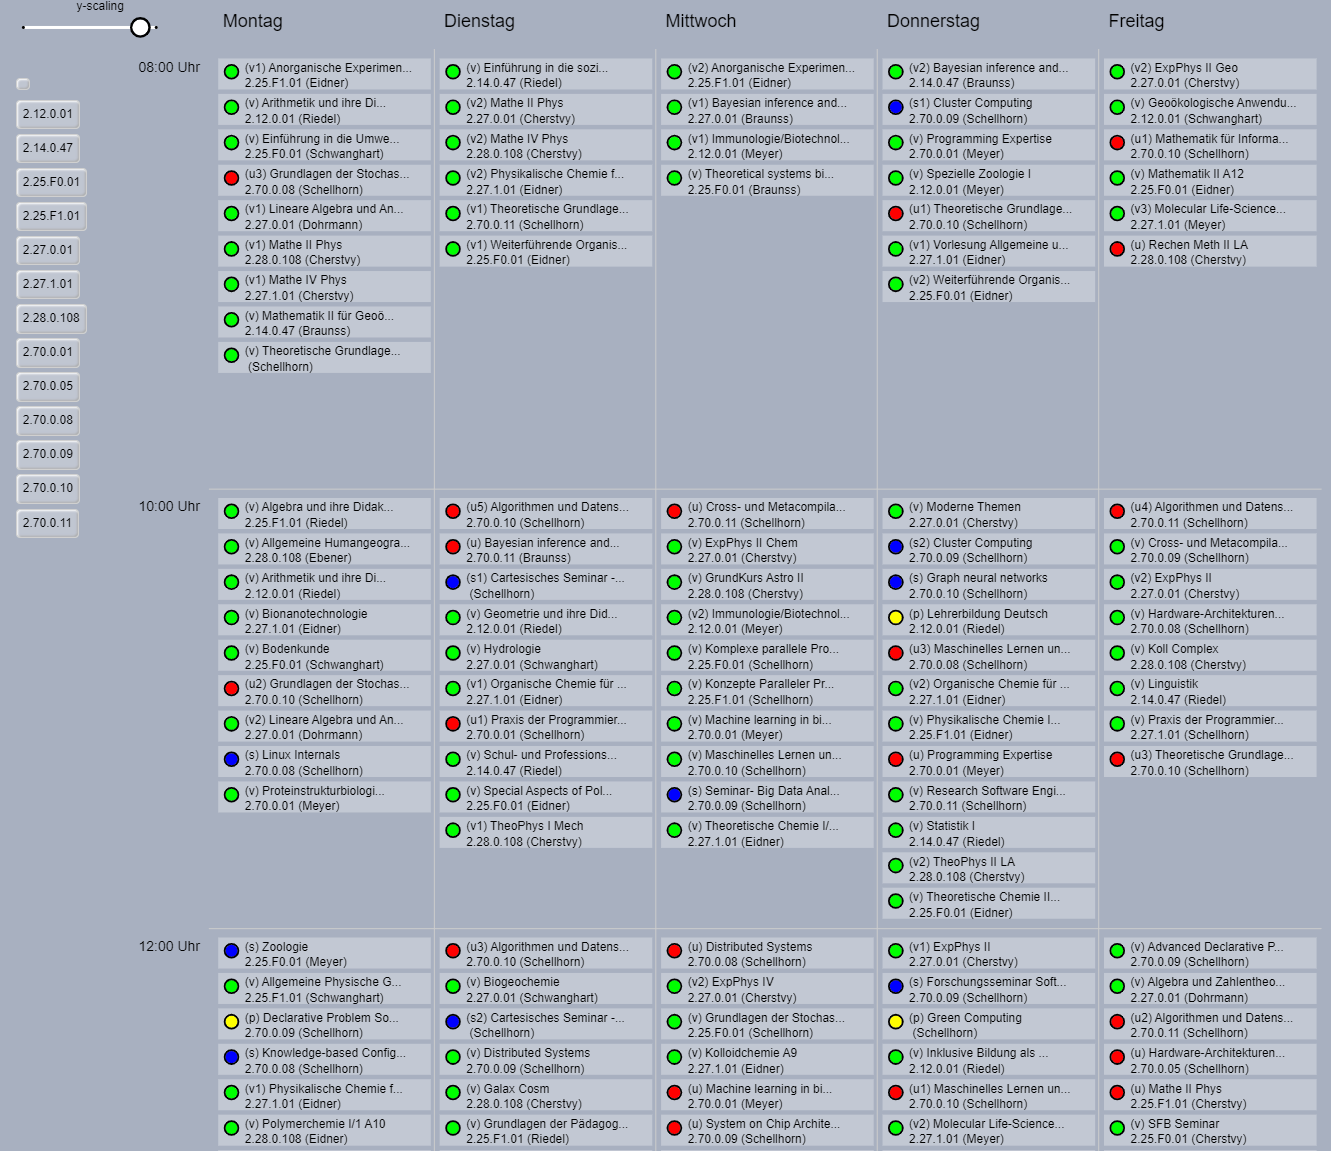 y-scaling
Montag
Dienstag
Mittwoch
Donnerstag
Freitag
2.12.0.01
2.14.0.47
2.25.F0.01
2.25.F1.01
2.27.0.01
2.27.1.01
2.28.0.108
2.70.0.01
2.70.0.05
2.70.0.08
2.70.0.09
2.70.0.10
2.70.0.11
08:00 Uhr
(v1) Anorganische Experimen...
2.25.F1.01 (Eidner)
(v) Arithmetik und ihre Di...
2.12.0.01 (Riedel)
(v) Einführung in die Umwe...
2.25.F0.01 (Schwanghart)
(u3) Grundlagen der Stochas...
2.70.0.08 (Schellhorn)
(v1) Lineare Algebra und An...
2.27.0.01 (Dohrmann)
(v1) Mathe II Phys
2.28.0.108 (Cherstvy)
(v1) Mathe IV Phys
2.27.1.01 (Cherstvy)
(v) Mathematik II für Geoö...
2.14.0.47 (Braunss)
(v) Theoretische Grundlage...
(Schellhorn)
(v) Einführung in die sozi...
2.14.0.47 (Riedel)
(v2) Mathe II Phys
2.27.0.01 (Cherstvy)
(v2) Mathe IV Phys
2.28.0.108 (Cherstvy)
(v2) Physikalische Chemie f...
2.27.1.01 (Eidner)
(v1) Theoretische Grundlage...
2.70.0.11 (Schellhorn)
(v1) Weiterführende Organis...
2.25.F0.01 (Eidner)
(v2) Anorganische Experimen...
2.25.F1.01 (Eidner)
(v1) Bayesian inference and...
2.27.0.01 (Braunss)
(v1) Immunologie/Biotechnol...
2.12.0.01 (Meyer)
(v) Theoretical systems bi...
2.25.F0.01 (Braunss)
(v2) Bayesian inference and...
2.14.0.47 (Braunss)
(s1) Cluster Computing
2.70.0.09 (Schellhorn)
(v) Programming Expertise
2.70.0.01 (Meyer)
(v) Spezielle Zoologie I
2.12.0.01 (Meyer)
(u1) Theoretische Grundlage...
2.70.0.10 (Schellhorn)
(v1) Vorlesung Allgemeine u...
2.27.1.01 (Eidner)
(v2) Weiterführende Organis...
2.25.F0.01 (Eidner)
(v2) ExpPhys II Geo
2.27.0.01 (Cherstvy)
(v) Geoökologische Anwendu...
2.12.0.01 (Schwanghart)
(u1) Mathematik für Informa...
2.70.0.10 (Schellhorn)
(v) Mathematik II A12
2.25.F0.01 (Eidner)
(v3) Molecular Life-Science...
2.27.1.01 (Meyer)
(u) Rechen Meth II LA
2.28.0.108 (Cherstvy)
10:00 Uhr
(v) Algebra und ihre Didak...
2.25.F1.01 (Riedel)
(v) Allgemeine Humangeogra...
2.28.0.108 (Ebener)
(v) Arithmetik und ihre Di...
2.12.0.01 (Riedel)
(v) Bionanotechnologie
2.27.1.01 (Eidner)
(v) Bodenkunde
2.25.F0.01 (Schwanghart)
(u2) Grundlagen der Stochas...
2.70.0.10 (Schellhorn)
(v2) Lineare Algebra und An...
2.27.0.01 (Dohrmann)
(s) Linux Internals
2.70.0.08 (Schellhorn)
(v) Proteinstrukturbiologi...
2.70.0.01 (Meyer)
(u5) Algorithmen und Datens...
2.70.0.10 (Schellhorn)
(u) Bayesian inference and...
2.70.0.11 (Braunss)
(s1) Cartesisches Seminar -...
(Schellhorn)
(v) Geometrie und ihre Did...
2.12.0.01 (Riedel)
(v) Hydrologie
2.27.0.01 (Schwanghart)
(v1) Organische Chemie für ...
2.27.1.01 (Eidner)
(u1) Praxis der Programmier...
2.70.0.01 (Schellhorn)
(v) Schul- und Professions...
2.14.0.47 (Riedel)
(v) Special Aspects of Pol...
2.25.F0.01 (Eidner)
(v1) TheoPhys I Mech
2.28.0.108 (Cherstvy)
(u) Cross- und Metacompila...
2.70.0.11 (Schellhorn)
(v) ExpPhys II Chem
2.27.0.01 (Cherstvy)
(v) GrundKurs Astro II
2.28.0.108 (Cherstvy)
(v2) Immunologie/Biotechnol...
2.12.0.01 (Meyer)
(v) Komplexe parallele Pro...
2.25.F0.01 (Schellhorn)
(v) Konzepte Paralleler Pr...
2.25.F1.01 (Schellhorn)
(v) Machine learning in bi...
2.70.0.01 (Meyer)
(v) Maschinelles Lernen un...
2.70.0.10 (Schellhorn)
(s) Seminar- Big Data Anal...
2.70.0.09 (Schellhorn)
(v) Theoretische Chemie I/...
2.27.1.01 (Eidner)
(v) Moderne Themen
2.27.0.01 (Cherstvy)
(s2) Cluster Computing
2.70.0.09 (Schellhorn)
(s) Graph neural networks
2.70.0.10 (Schellhorn)
(p) Lehrerbildung Deutsch
2.12.0.01 (Riedel)
(u3) Maschinelles Lernen un...
2.70.0.08 (Schellhorn)
(v2) Organische Chemie für ...
2.27.1.01 (Eidner)
(v) Physikalische Chemie I...
2.25.F1.01 (Eidner)
(u) Programming Expertise
2.70.0.01 (Meyer)
(v) Research Software Engi...
2.70.0.11 (Schellhorn)
(v) Statistik I
2.14.0.47 (Riedel)
(v2) TheoPhys II LA
2.28.0.108 (Cherstvy)
(v) Theoretische Chemie II...
2.25.F0.01 (Eidner)
(u4) Algorithmen und Datens...
2.70.0.11 (Schellhorn)
(v) Cross- und Metacompila...
2.70.0.09 (Schellhorn)
(v2) ExpPhys II
2.27.0.01 (Cherstvy)
(v) Hardware-Architekturen...
2.70.0.08 (Schellhorn)
(v) Koll Complex
2.28.0.108 (Cherstvy)
(v) Linguistik
2.14.0.47 (Riedel)
(v) Praxis der Programmier...
2.27.1.01 (Schellhorn)
(u3) Theoretische Grundlage...
2.70.0.10 (Schellhorn)
12:00 Uhr
(s) Zoologie
2.25.F0.01 (Meyer)
(v) Allgemeine Physische G...
2.25.F1.01 (Schwanghart)
(p) Declarative Problem So...
2.70.0.09 (Schellhorn)
(s) Knowledge-based Config...
2.70.0.08 (Schellhorn)
(v1) Physikalische Chemie f...
2.27.1.01 (Eidner)
(v) Polymerchemie I/1 A10
2.28.0.108 (Eidner)
(u3) Algorithmen und Datens...
2.70.0.10 (Schellhorn)
(v) Biogeochemie
2.27.0.01 (Schwanghart)
(s2) Cartesisches Seminar -...
(Schellhorn)
(v) Distributed Systems
2.70.0.09 (Schellhorn)
(v) Galax Cosm
2.28.0.108 (Cherstvy)
(v) Grundlagen der Pädagog...
2.25.F1.01 (Riedel)
(u) Distributed Systems
2.70.0.08 (Schellhorn)
(v2) ExpPhys IV
2.27.0.01 (Cherstvy)
(v) Grundlagen der Stochas...
2.25.F0.01 (Schellhorn)
(v) Kolloidchemie A9
2.27.1.01 (Eidner)
(u) Machine learning in bi...
2.70.0.01 (Meyer)
(u) System on Chip Archite...
2.70.0.09 (Schellhorn)
(v1) ExpPhys II
2.27.0.01 (Cherstvy)
(s) Forschungsseminar Soft...
2.70.0.09 (Schellhorn)
(p) Green Computing
(Schellhorn)
(v) Inklusive Bildung als ...
2.12.0.01 (Riedel)
(u1) Maschinelles Lernen un...
2.70.0.10 (Schellhorn)
(v2) Molecular Life-Science...
2.27.1.01 (Meyer)
(v) Advanced Declarative P...
2.70.0.09 (Schellhorn)
(v) Algebra und Zahlentheo...
2.27.0.01 (Dohrmann)
(u2) Algorithmen und Datens...
2.70.0.11 (Schellhorn)
(u) Hardware-Architekturen...
2.70.0.05 (Schellhorn)
(u) Mathe II Phys
2.25.F1.01 (Cherstvy)
(v) SFB Seminar
2.25.F0.01 (Cherstvy)